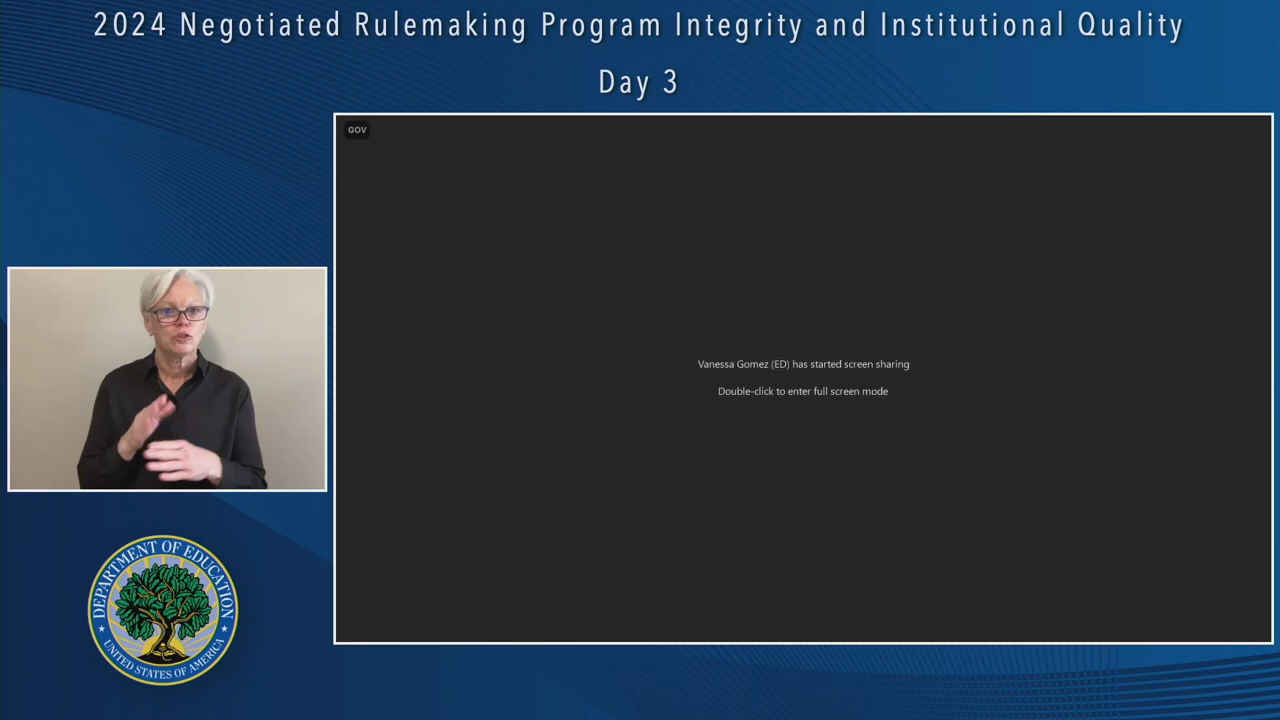 2024 Negotiated Rulemaking Program Integrity and Institutional Quality
Day 3
GOV
Vanessa Gomez (ED) has started screen sharing
Double-click to enter full screen mode
DEPARTMENT OF EDUCATION
UNITED STATES OF AMERICA